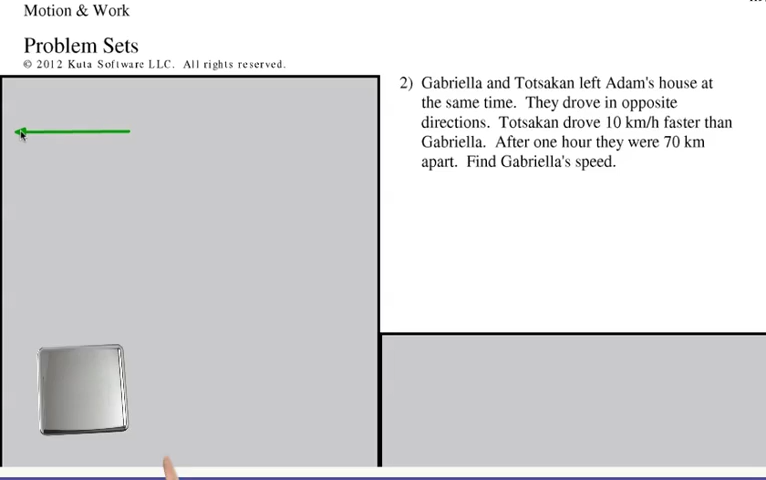 Motion & Work
Problem Sets
© 2012 Kuta Software LLC. All rights reserved.
2) Gabriella and Totsakan left Adam's house at
the same time. They drove in opposite
directions. Totsakan drove 10 km/h faster than
Gabriella. After one hour they were 70 km
apart. Find Gabriella's speed.